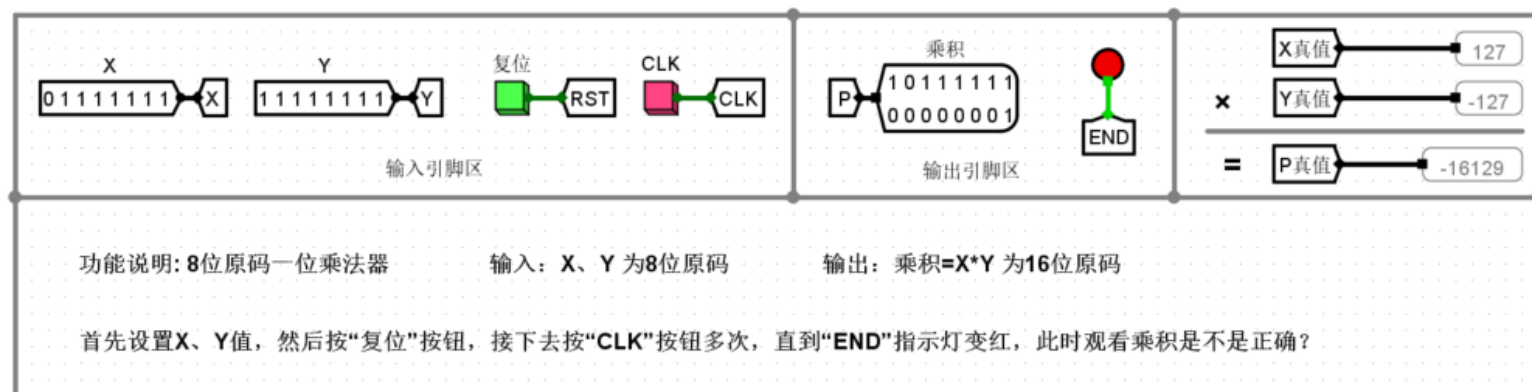 X Y 复位 CLK
01111111 X 11111111 Y RST CLK
输入引脚区
乘积
P 10111111
00000001
END
输出引脚区
X真值 127
× Y真值 -127
= P真值 -16129
功能说明: 8位原码一位乘法器 输入：X、Y 为8位原码 输出：乘积=X*Y 为16位原码
首先设置X、Y值，然后按“复位”按钮，接下去按“CLK”按钮多次，直到“END”指示灯变红，此时观看乘积是不是正确？